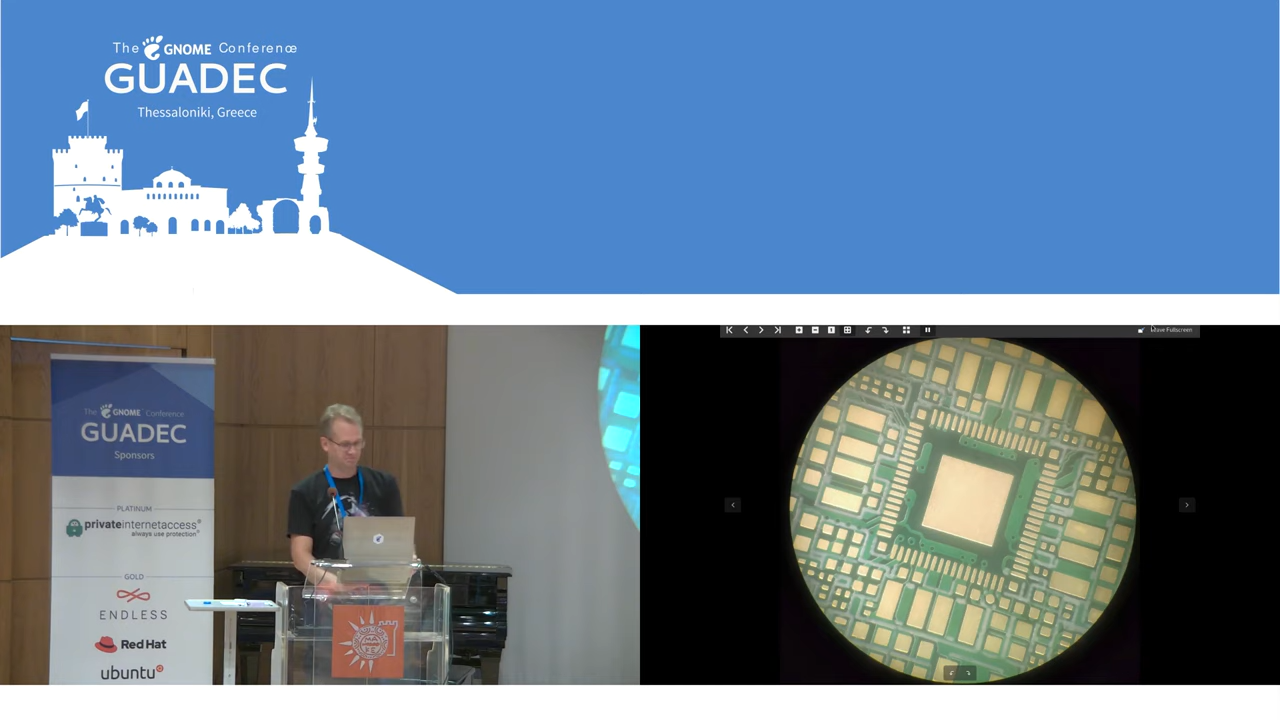 The GNOME Conference
GUADEC
Thessaloniki, Greece
The GNOME Conference
GUADEC
Sponsors
PLATINUM
privateinternetaccess®
always use protection®
GOLD
ENDLESS
Red Hat
ubuntu®
Leave Fullscreen